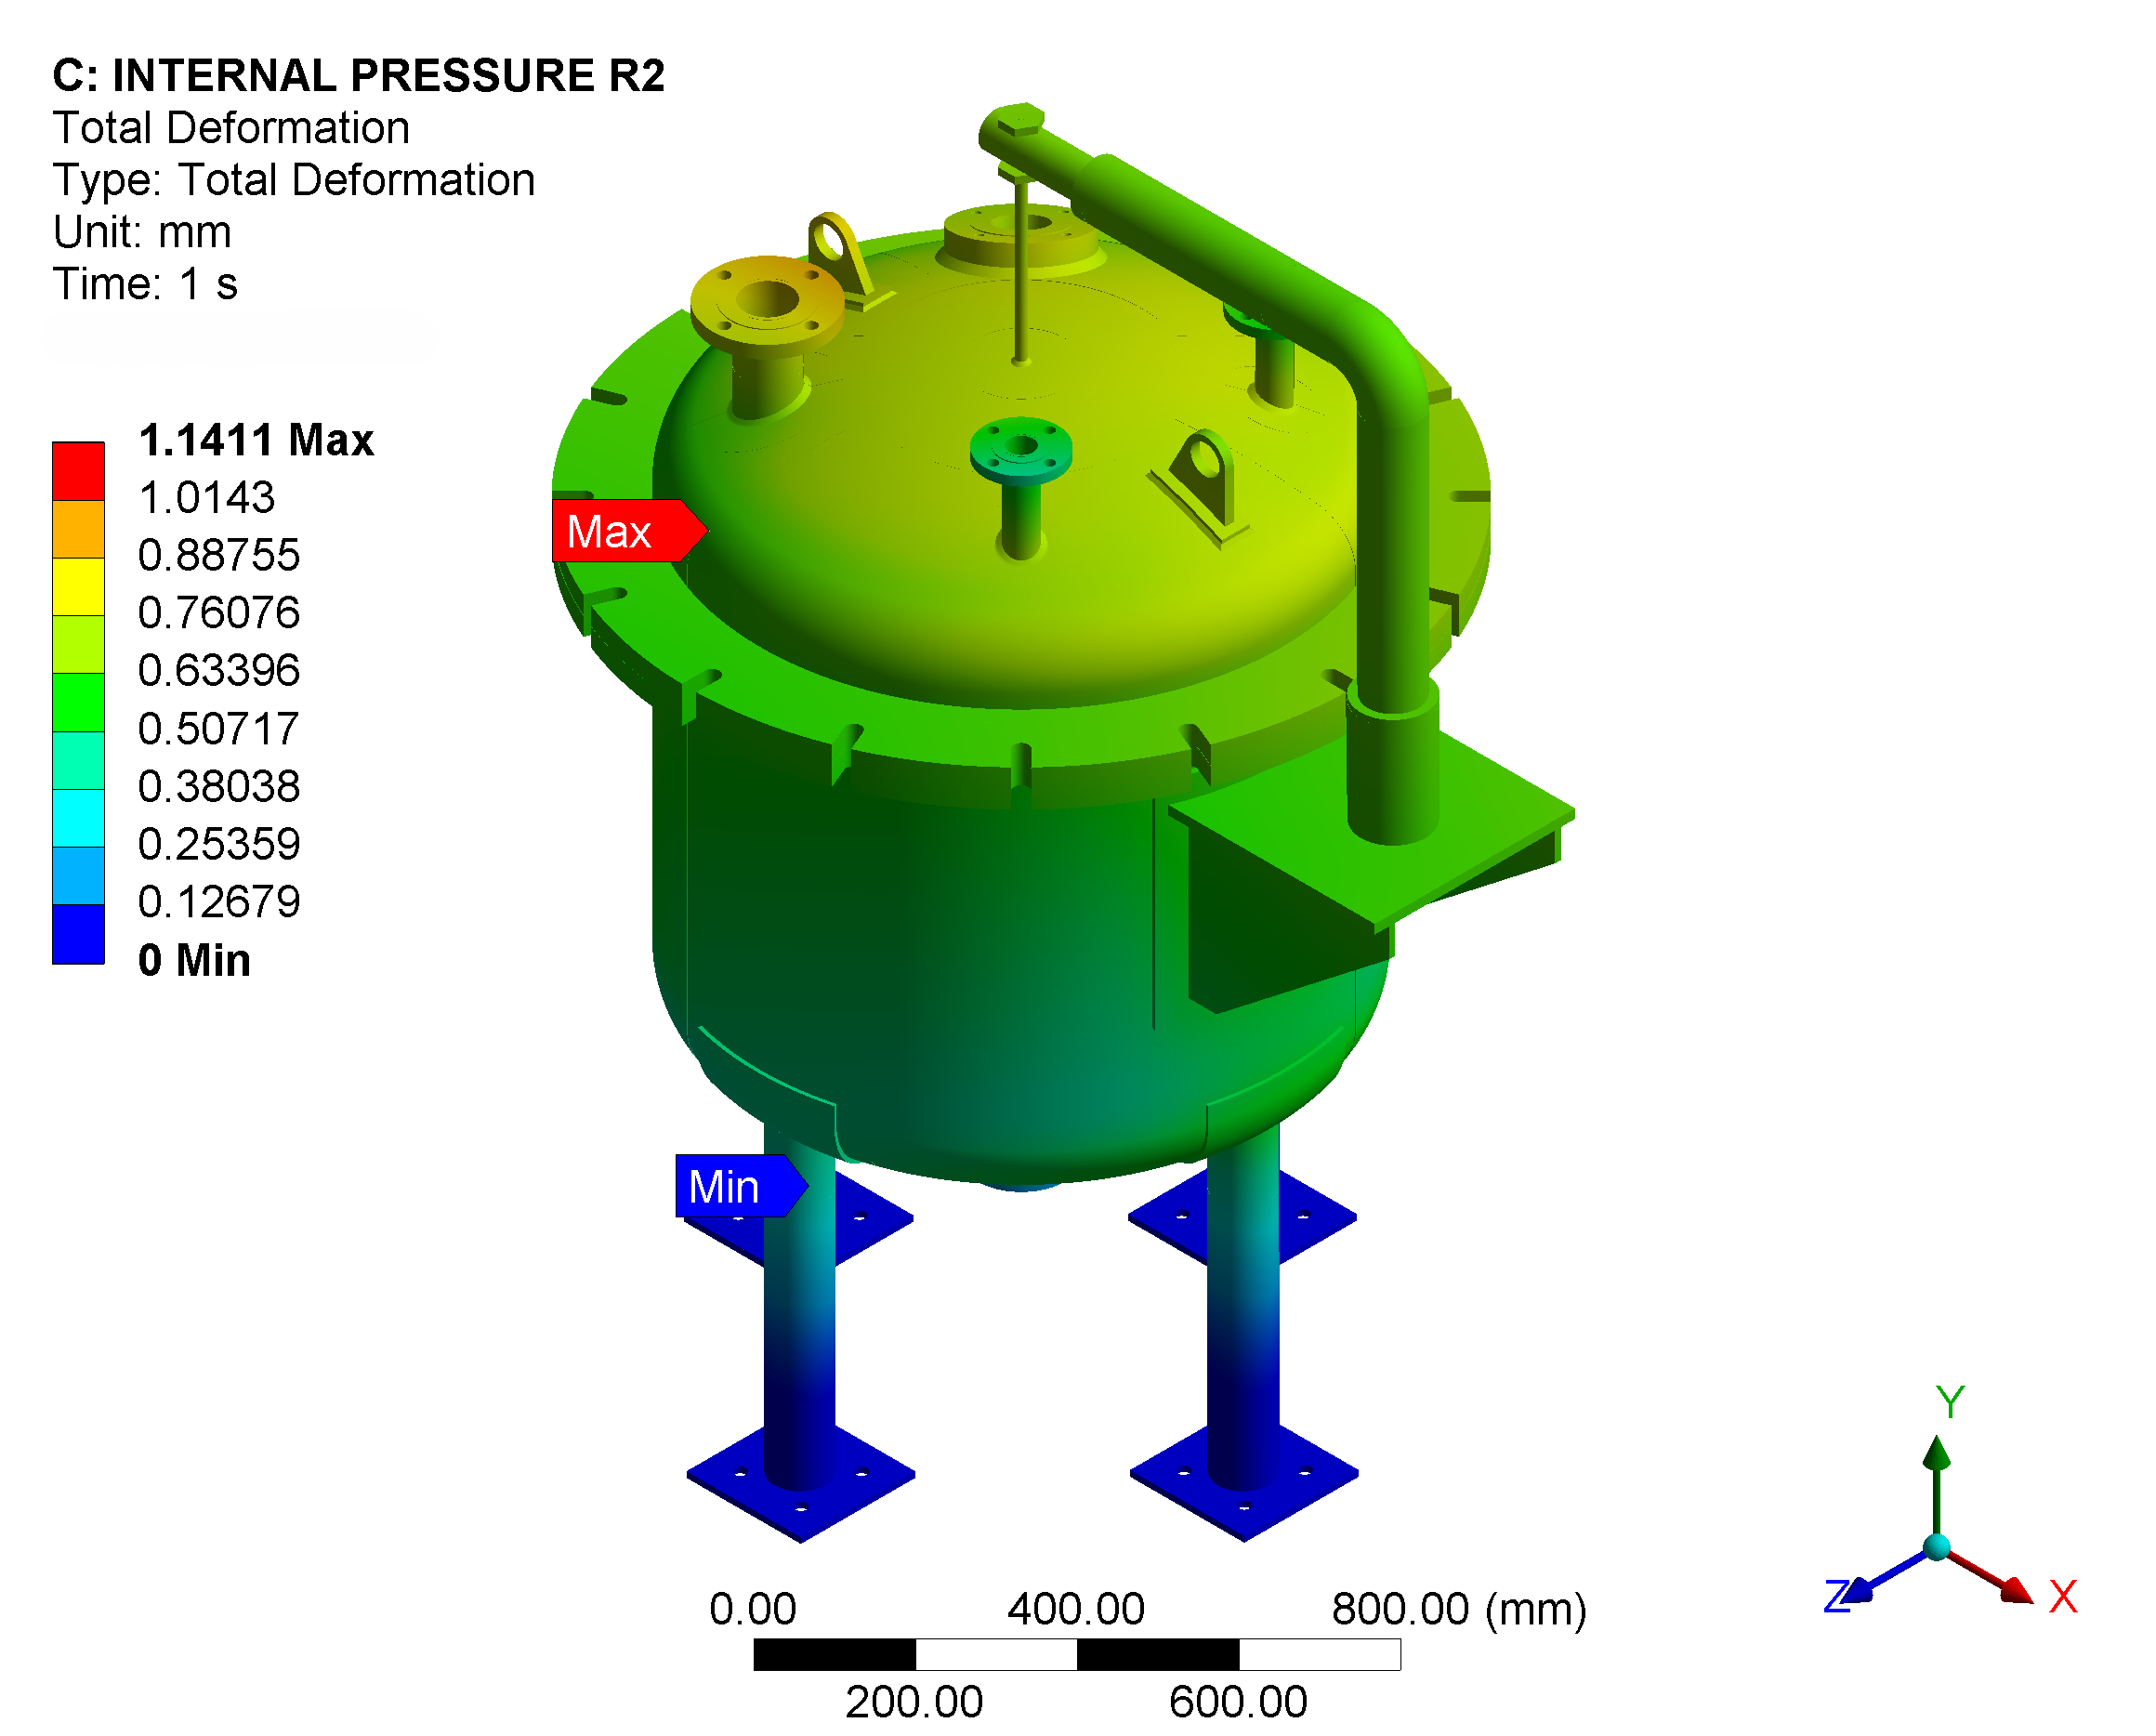 C: INTERNAL PRESSURE R2
Total Deformation
Type: Total Deformation
Unit: mm
Time: 1 s
1.1411 Max
1.0143
0.88755
0.76076
0.63396
0.50717
0.38038
0.25359
0.12679
0 Min
Max
Min
Y
Z
X
0.00 400.00 800.00 (mm)
200.00 600.00